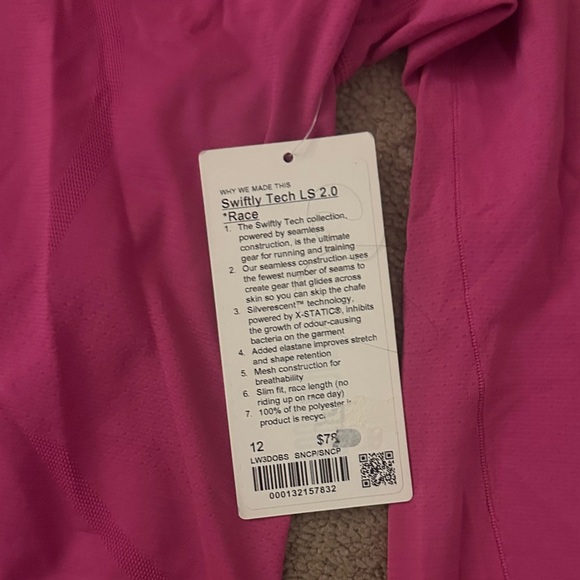 WHY WE MADE THIS
Swiftly Tech LS 2.0
*Race
1. The Swiftly Tech collection,
powered by seamless
construction, is the ultimate
gear for running and training
2. Our seamless construction uses
the fewest number of seams to
create gear that glides across
skin so you can skip the chafe
3. Silverescent™ technology,
powered by X-STATIC®, inhibits
the growth of odour-causing
bacteria on the garment
4. Added elastane improves stretch
and shape retention
5. Mesh construction for
breathability
6. Slim fit, race length (no
riding up on race day)
7. 100% of the polyester
product is recyc
12 $78
LW3DOBS SNCP/SNCP
000132157832